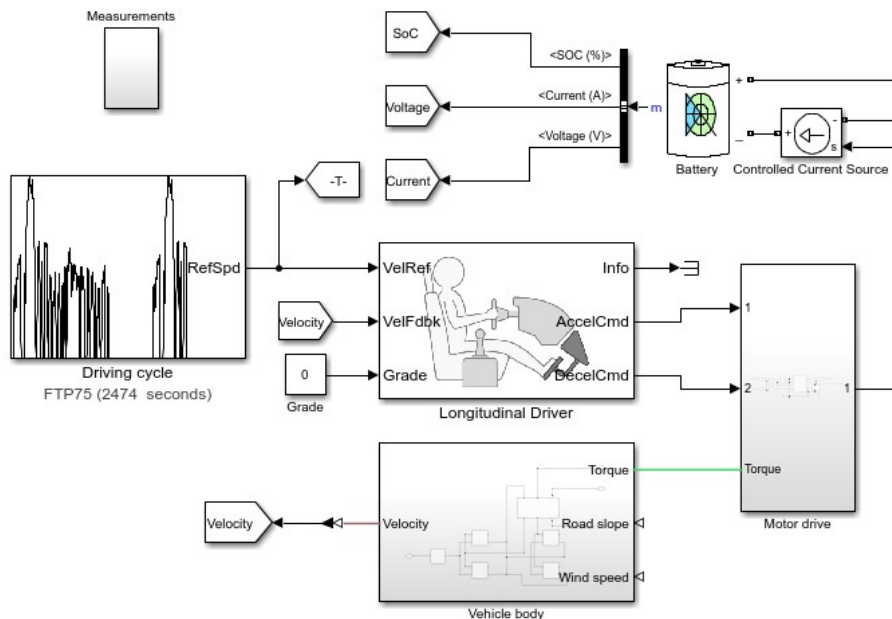 Measurements
SoC
<SOC (%)>
Voltage
<Current (A)>
m
Current
<Voltage (V)>
+
_
Battery
+
-
s
Controlled Current Source
-T-
RefSpd
Driving cycle
FTP75 (2474 seconds)
VelRef
VelFdbk
Grade
Info
AccelCmd
DecelCmd
Longitudinal Driver
Velocity
0
Grade
1
2
1
Torque
Motor drive
Torque
Road slope
Wind speed
Velocity
Vehicle body
Velocity